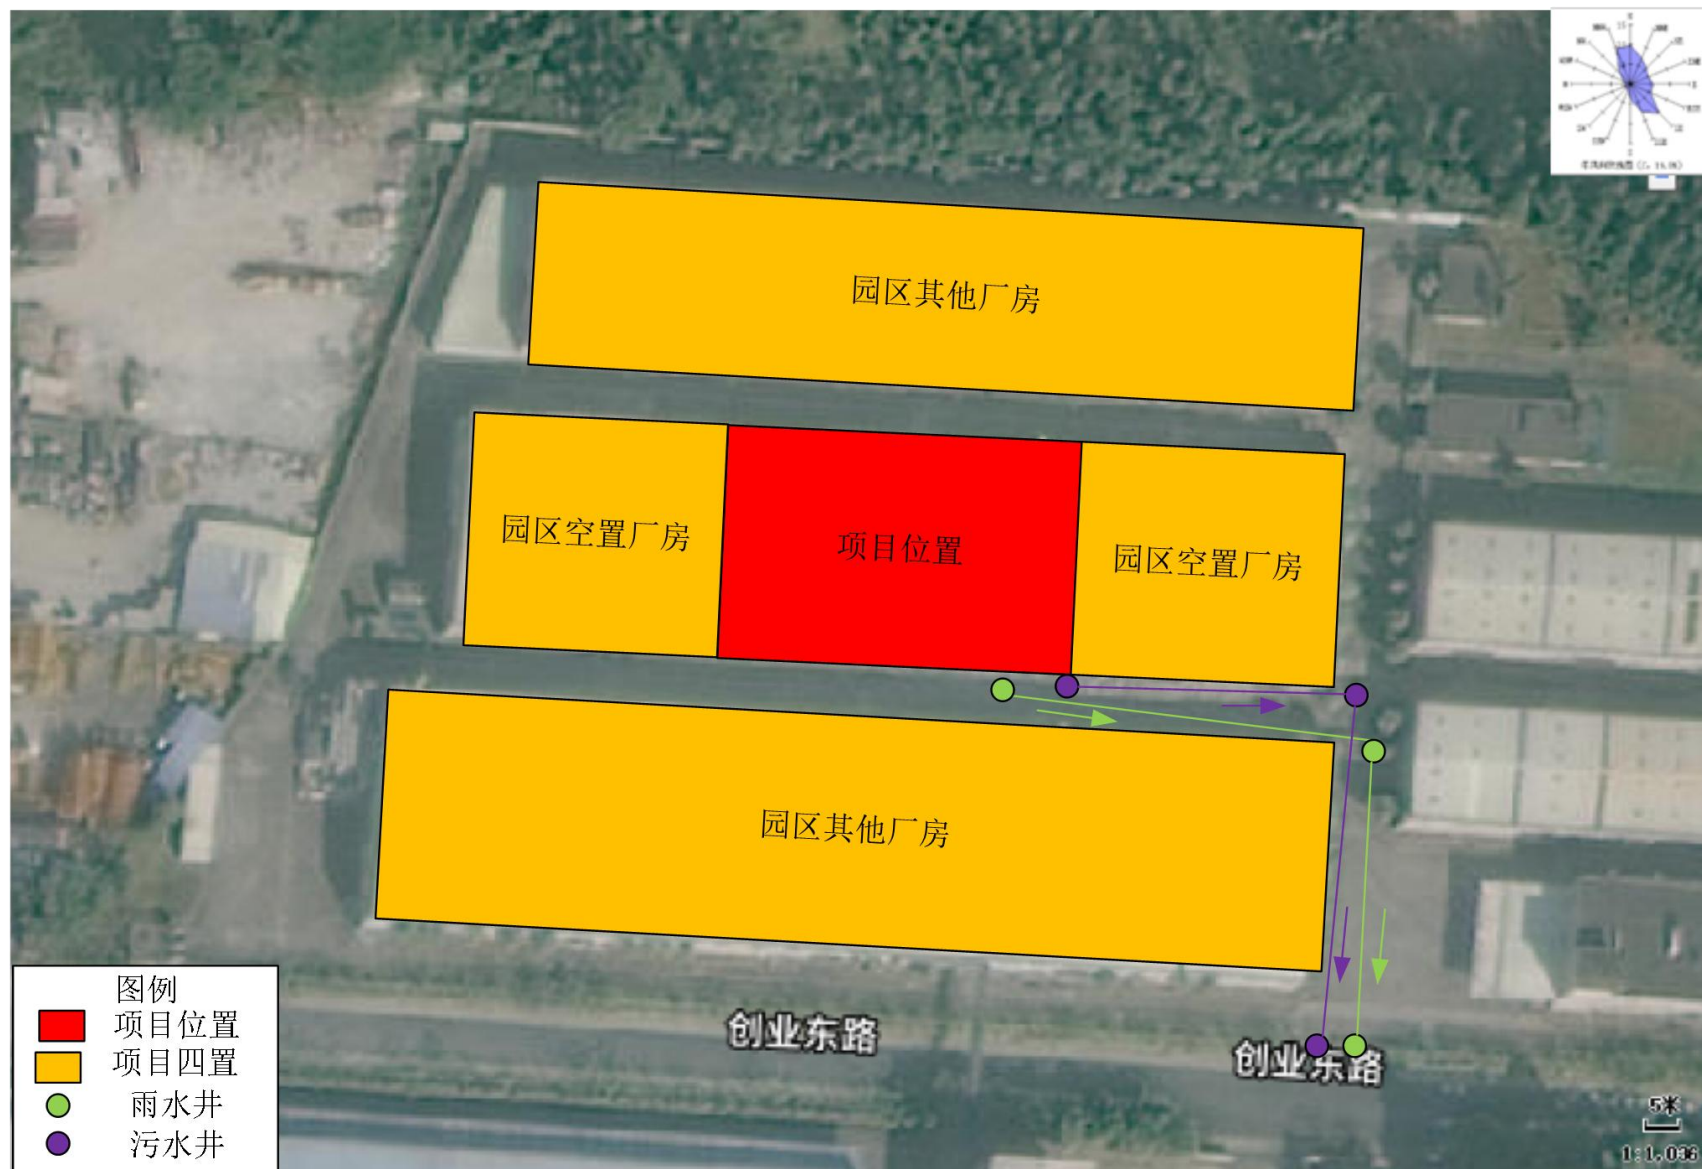 园区其他厂房
园区空置厂房
项目位置
园区空置厂房
园区其他厂房
创业东路
创业东路
图例
项目位置
项目四置
雨水井
污水井
5米